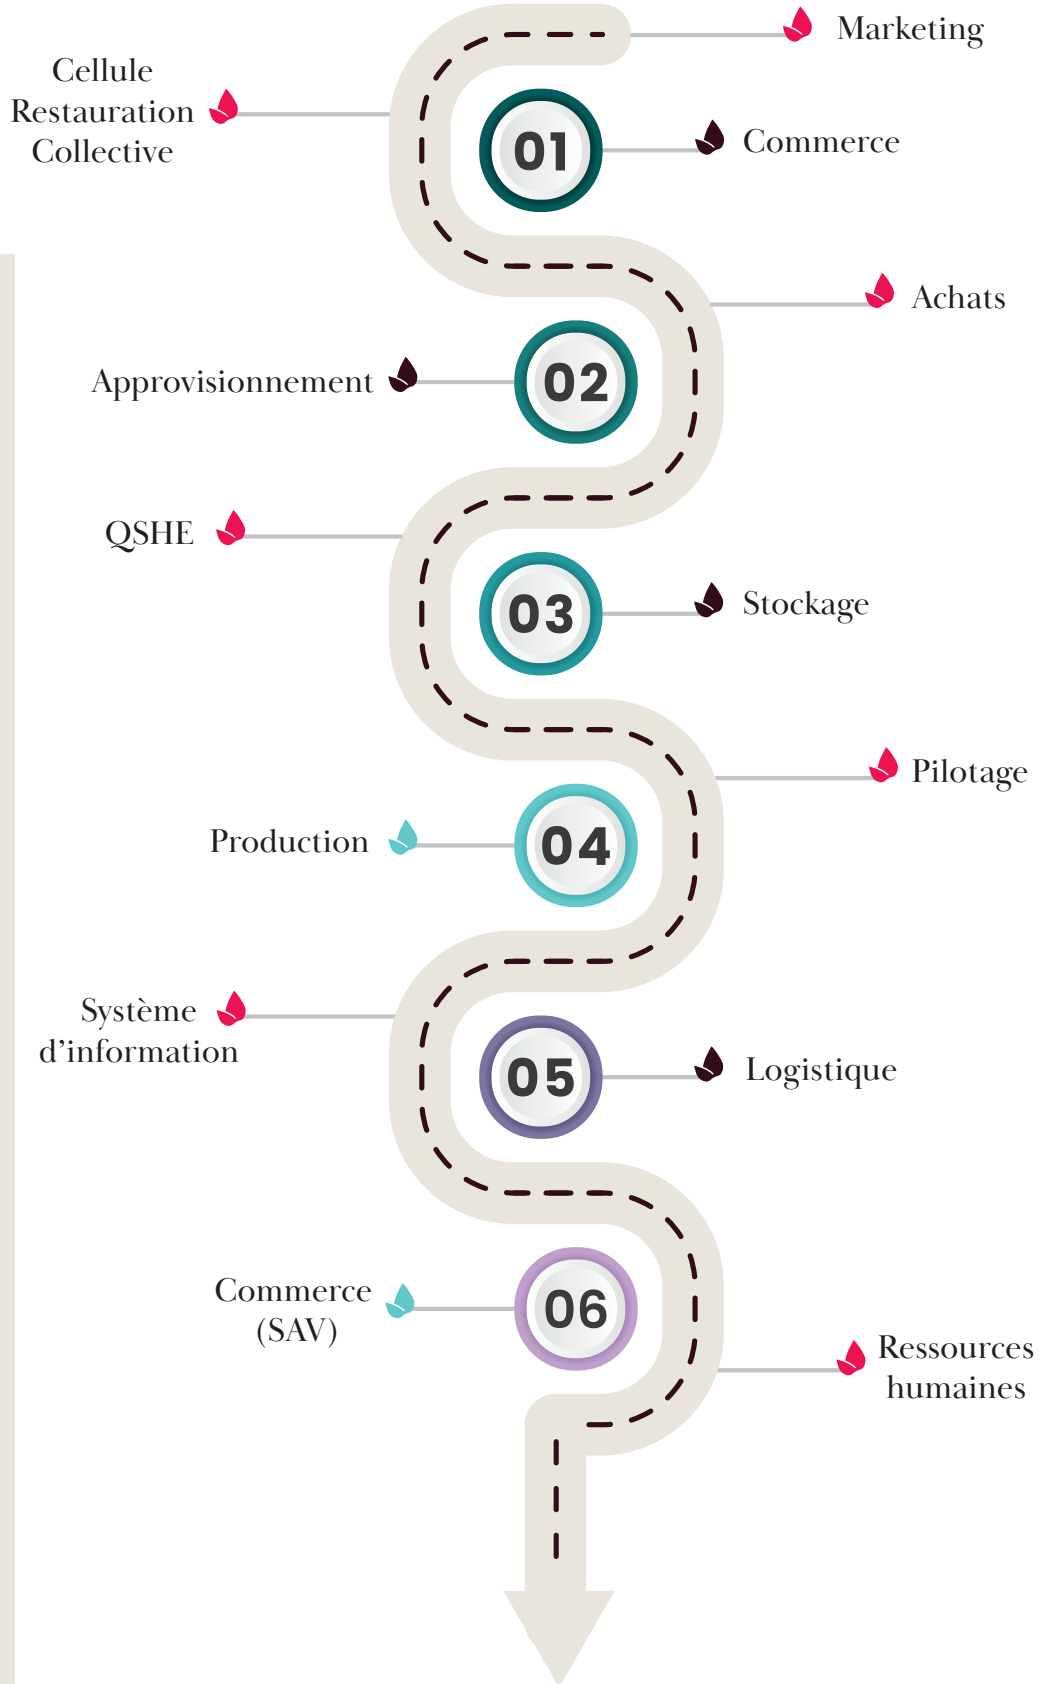 Marketing
Cellule
Restauration
Collective
01
Commerce
Achats
Approvisionnement
02
QSHE
03
Stockage
Pilotage
Production
04
Système
d’information
05
Logistique
Commerce
(SAV)
06
Ressources
humaines